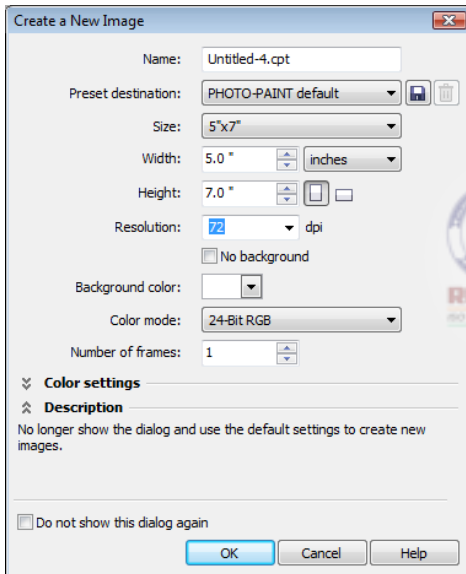 Create a New Image
Name: Untitled-4.cpt
Preset destination: PHOTO-PAINT default
Size: 5"x7"
Width: 5.0 " inches
Height: 7.0 "
Resolution: 72 dpi
No background
Background color:
Color mode: 24-Bit RGB
Number of frames: 1
Color settings
Description
No longer show the dialog and use the default settings to create new
images.
Do not show this dialog again
OK Cancel Help